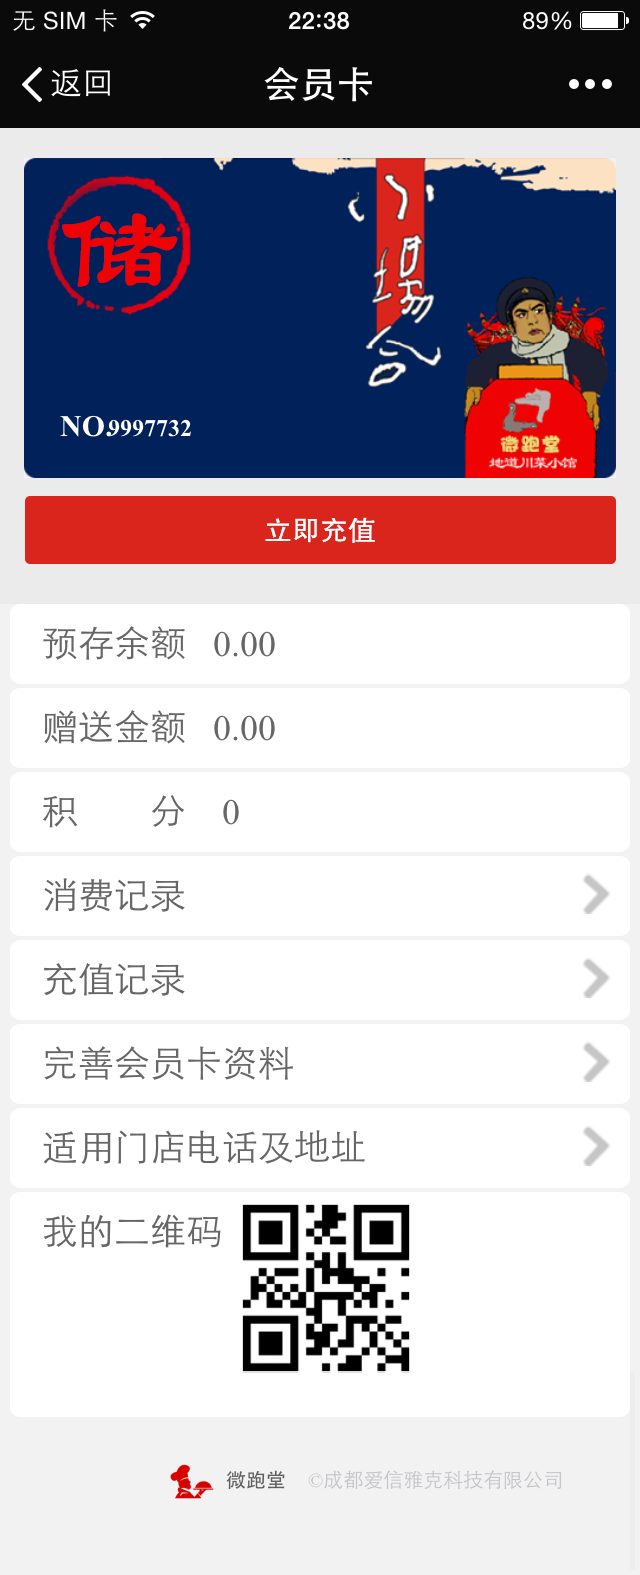 无 SIM 卡 22:38 89%
返回 会员卡
储
小場合
NO.9997732
微跑堂
地道川菜小馆
立即充值
预存余额 0.00
赠送金额 0.00
积 分 0
消费记录
充值记录
完善会员卡资料
适用门店电话及地址
我的二维码
微跑堂 ©成都爱信雅克科技有限公司